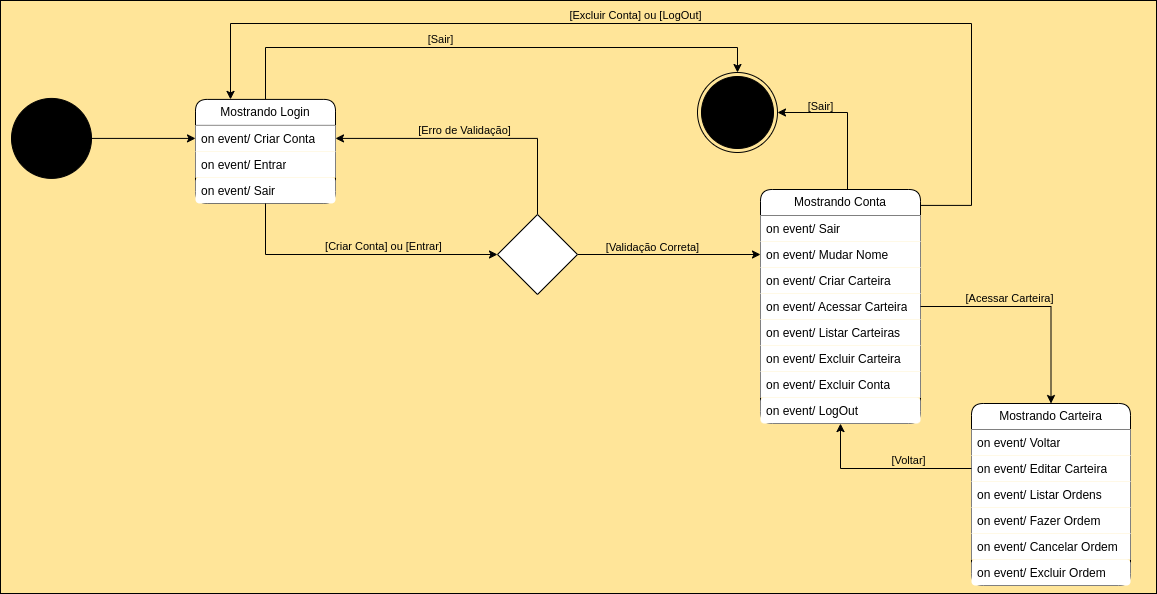 [Excluir Conta] ou [LogOut]
[Sair]
Mostrando Login
on event/ Criar Conta
on event/ Entrar
on event/ Sair
[Erro de Validação]
[Sair]
[Criar Conta] ou [Entrar]
[Validação Correta]
Mostrando Conta
on event/ Sair
on event/ Mudar Nome
on event/ Criar Carteira
on event/ Acessar Carteira
on event/ Listar Carteiras
on event/ Excluir Carteira
on event/ Excluir Conta
on event/ LogOut
[Acessar Carteira]
[Voltar]
Mostrando Carteira
on event/ Voltar
on event/ Editar Carteira
on event/ Listar Ordens
on event/ Fazer Ordem
on event/ Cancelar Ordem
on event/ Excluir Ordem